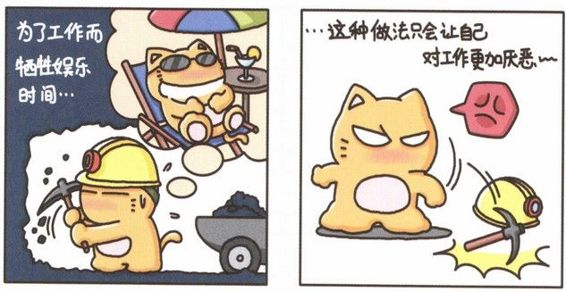 为了工作而
牺牲娱乐
时间…
…这种做法只会让自己
对工作更加厌恶~